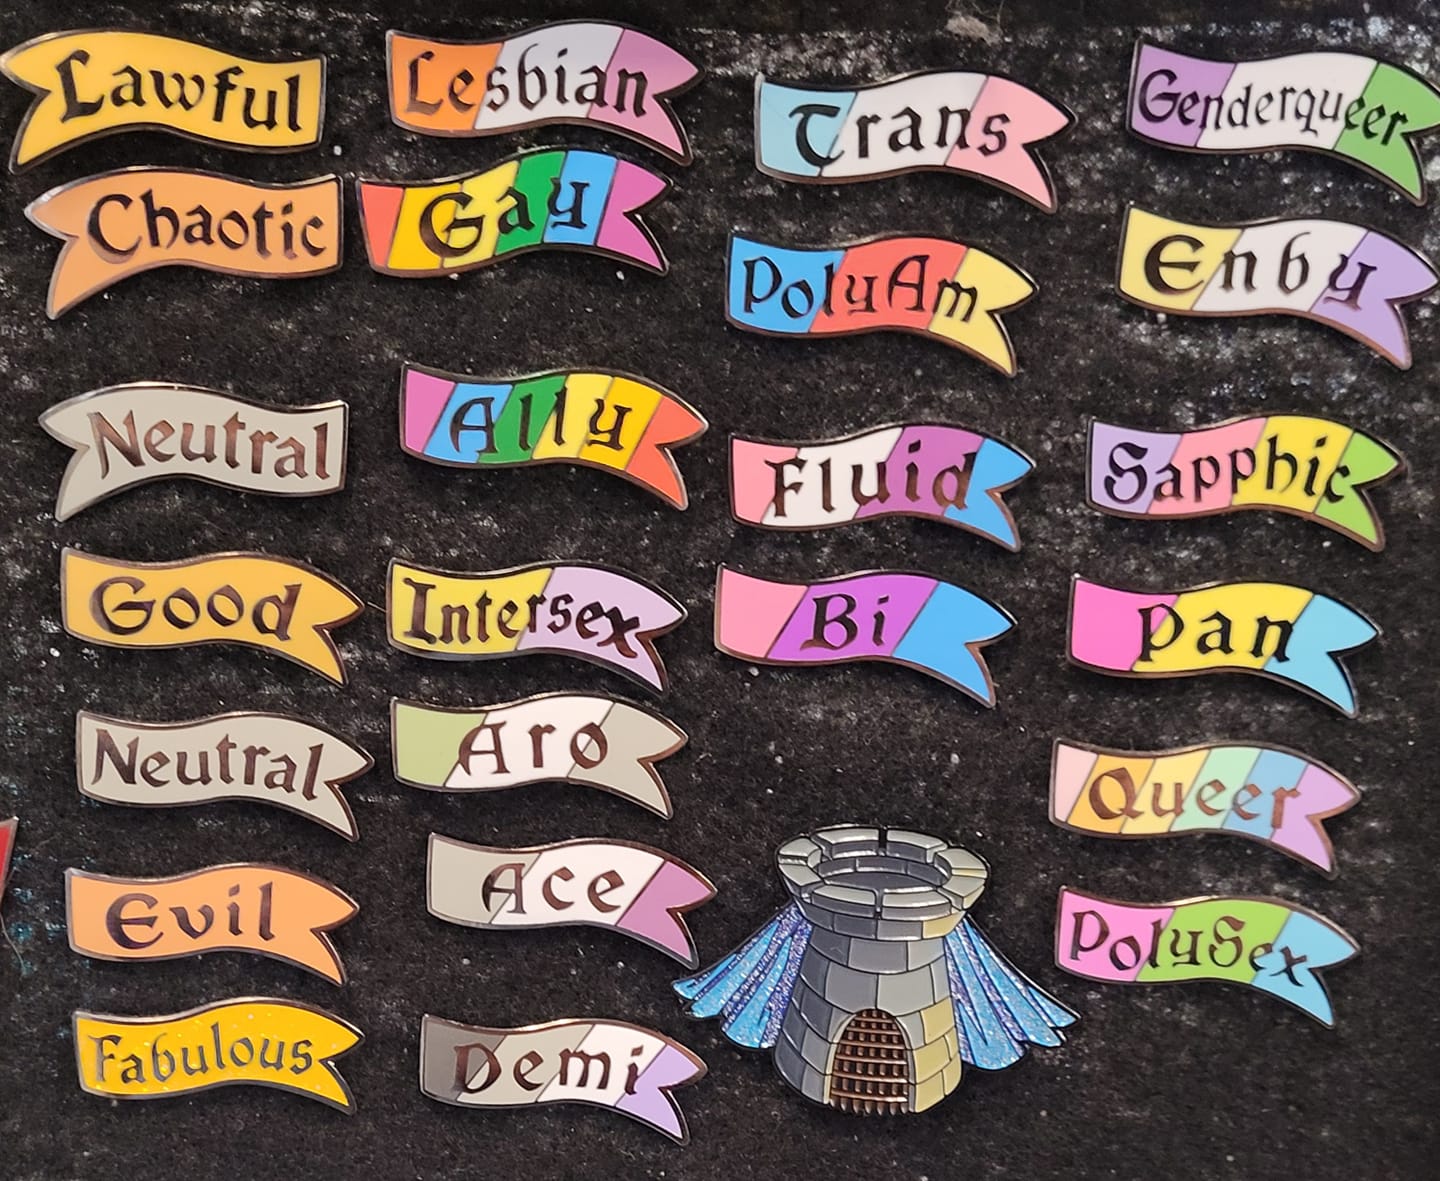 Lawful
Chaotic
Neutral
Good
Neutral
Evil
Fabulous
Lesbian
Gay
Ally
Intersex
Aro
Ace
Demi
Trans
PolyAm
Fluid
Bi
Genderqueer
Enby
Sapphic
Pan
Queer
PolySex